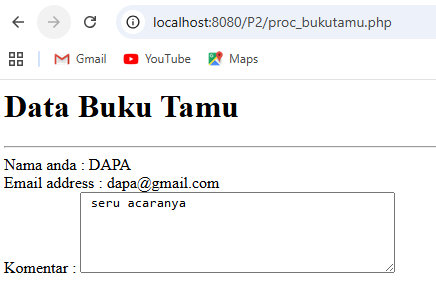 localhost:8080/P2/proc_bukutamu.php
Gmail YouTube Maps
Data Buku Tamu
Nama anda : DAPA
Email address : dapa@gmail.com
seru acaranya
Komentar :